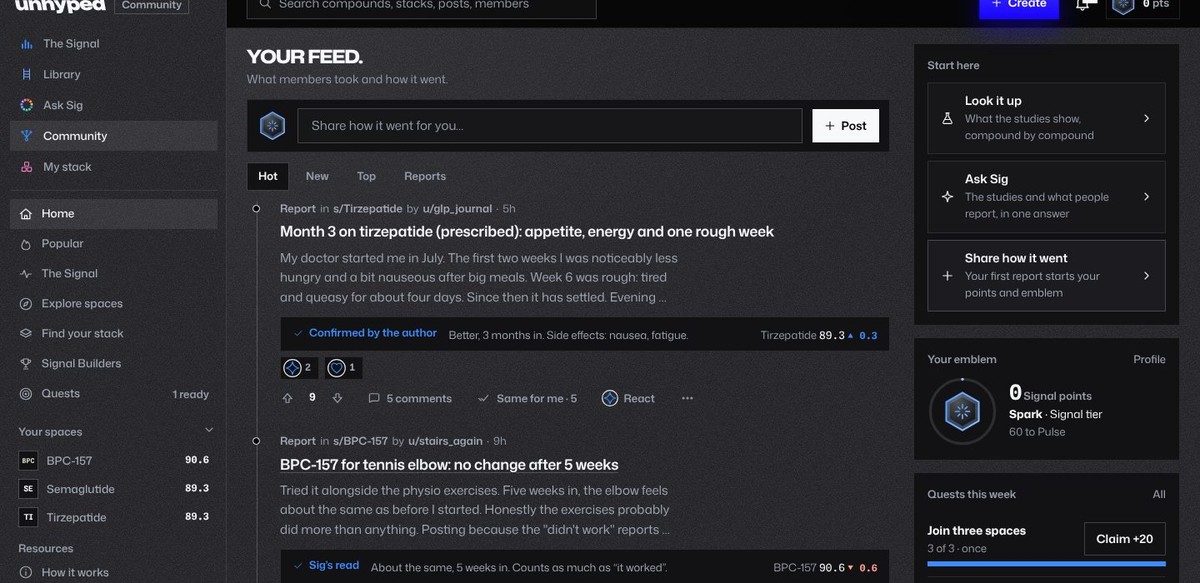 unhyped
Community
Search compounds, stacks, posts, members
+ Create
0 pts
The Signal
Library
Ask Sig
Community
My stack
Home
Popular
The Signal
Explore spaces
Find your stack
Signal Builders
Quests
1 ready
Your spaces
BPC
BPC-157
90.6
SE
Semaglutide
89.3
TI
Tirzepatide
89.3
Resources
How it works
YOUR FEED.
What members took and how it went.
Share how it went for you...
+ Post
Hot
New
Top
Reports
Report in s/Tirzepatide by u/glp_journal · 5h
Month 3 on tirzepatide (prescribed): appetite, energy and one rough week
My doctor started me in July. The first two weeks I was noticeably less
hungry and a bit nauseous after big meals. Week 6 was rough: tired
and queasy for about four days. Since then it has settled. Evening ...
Confirmed by the author
Better, 3 months in. Side effects: nausea, fatigue.
Tirzepatide 89.3 ▲ 0.3
2
1
9
5 comments
Same for me · 5
React
Report in s/BPC-157 by u/stairs_again · 9h
BPC-157 for tennis elbow: no change after 5 weeks
Tried it alongside the physio exercises. Five weeks in, the elbow feels
about the same as before I started. Honestly the exercises probably
did more than anything. Posting because the "didn't work" reports ...
Sig's read
About the same, 5 weeks in. Counts as much as “it worked”.
BPC-157 90.6 ▼ 0.6
Start here
Look it up
What the studies show,
compound by compound
Ask Sig
The studies and what people
report, in one answer
Share how it went
Your first report starts your
points and emblem
Your emblem
Profile
0 Signal points
Spark · Signal tier
60 to Pulse
Quests this week
All
Join three spaces
3 of 3 · once
Claim +20